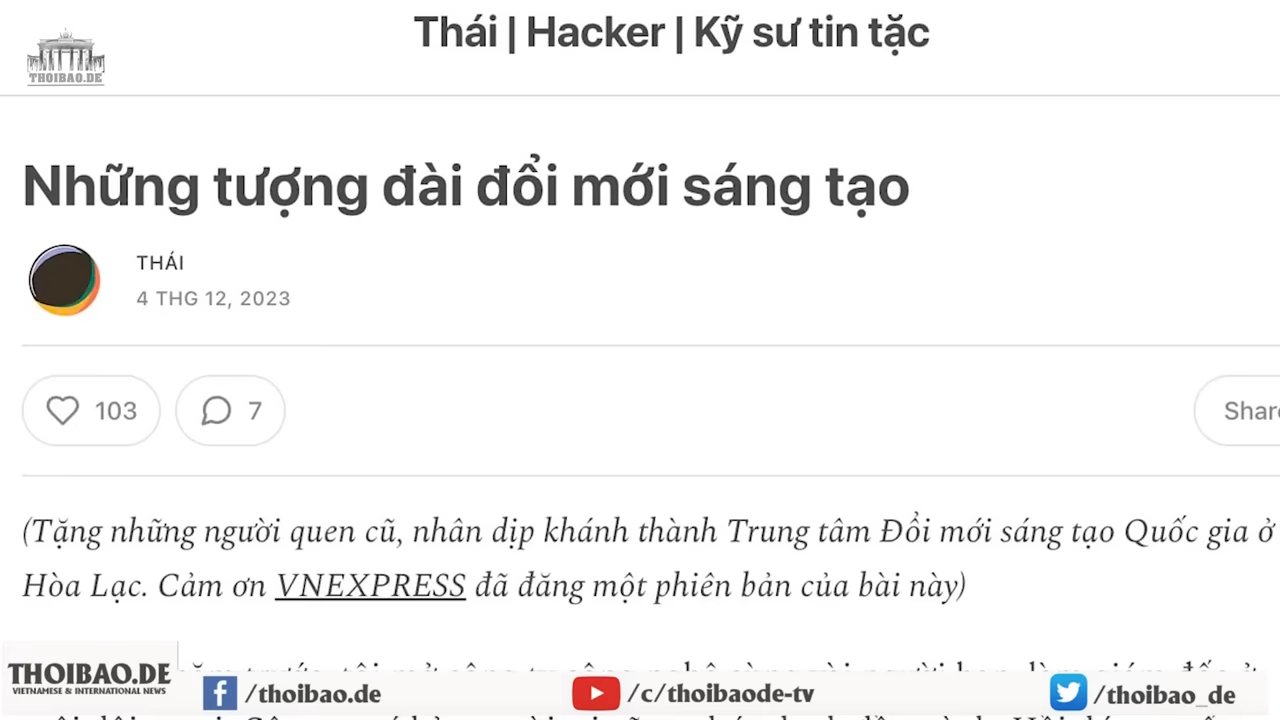 THOIBAO.DE
Thái | Hacker | Kỹ sư tin tặc
Những tượng đài đổi mới sáng tạo
THÁI
4 THG 12, 2023
103
7
Share
(Tặng những người quen cũ, nhân dịp khánh thành Trung tâm Đổi mới sáng tạo Quốc gia ở
Hòa Lạc. Cảm ơn VNEXPRESS đã đăng một phiên bản của bài này)
THOIBAO.DE
VIETNAMESE & INTERNATIONAL NEWS
/thoibao.de
/c/thoibaode-tv
/thoibao_de